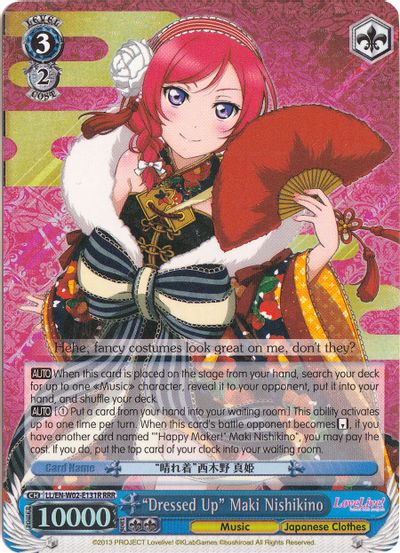 LEVEL
3
2
COST
Hehe, fancy costumes look great on me, don't they?
AUTO When this card is placed on the stage from your hand, search your deck
for up to one «Music» character, reveal it to your opponent, put it into your
hand, and shuffle your deck.
AUTO [① Put a card from your hand into your waiting room] This ability activates
up to one time per turn. When this card's battle opponent becomes, if
you have another card named "“Happy Maker!” Maki Nishikino", you may pay
the cost. If you do, put the top card of your clock into your waiting room.
Card Name
“晴れ着”西木野 真姫
CH LL/EN-W02-E131R RRR
“Dressed Up” Maki Nishikino
LoveLive!
10000
Music
Japanese Clothes
©2013 PROJECT Lovelive! ©KLabGames ©bushiroad All Rights Reserved.